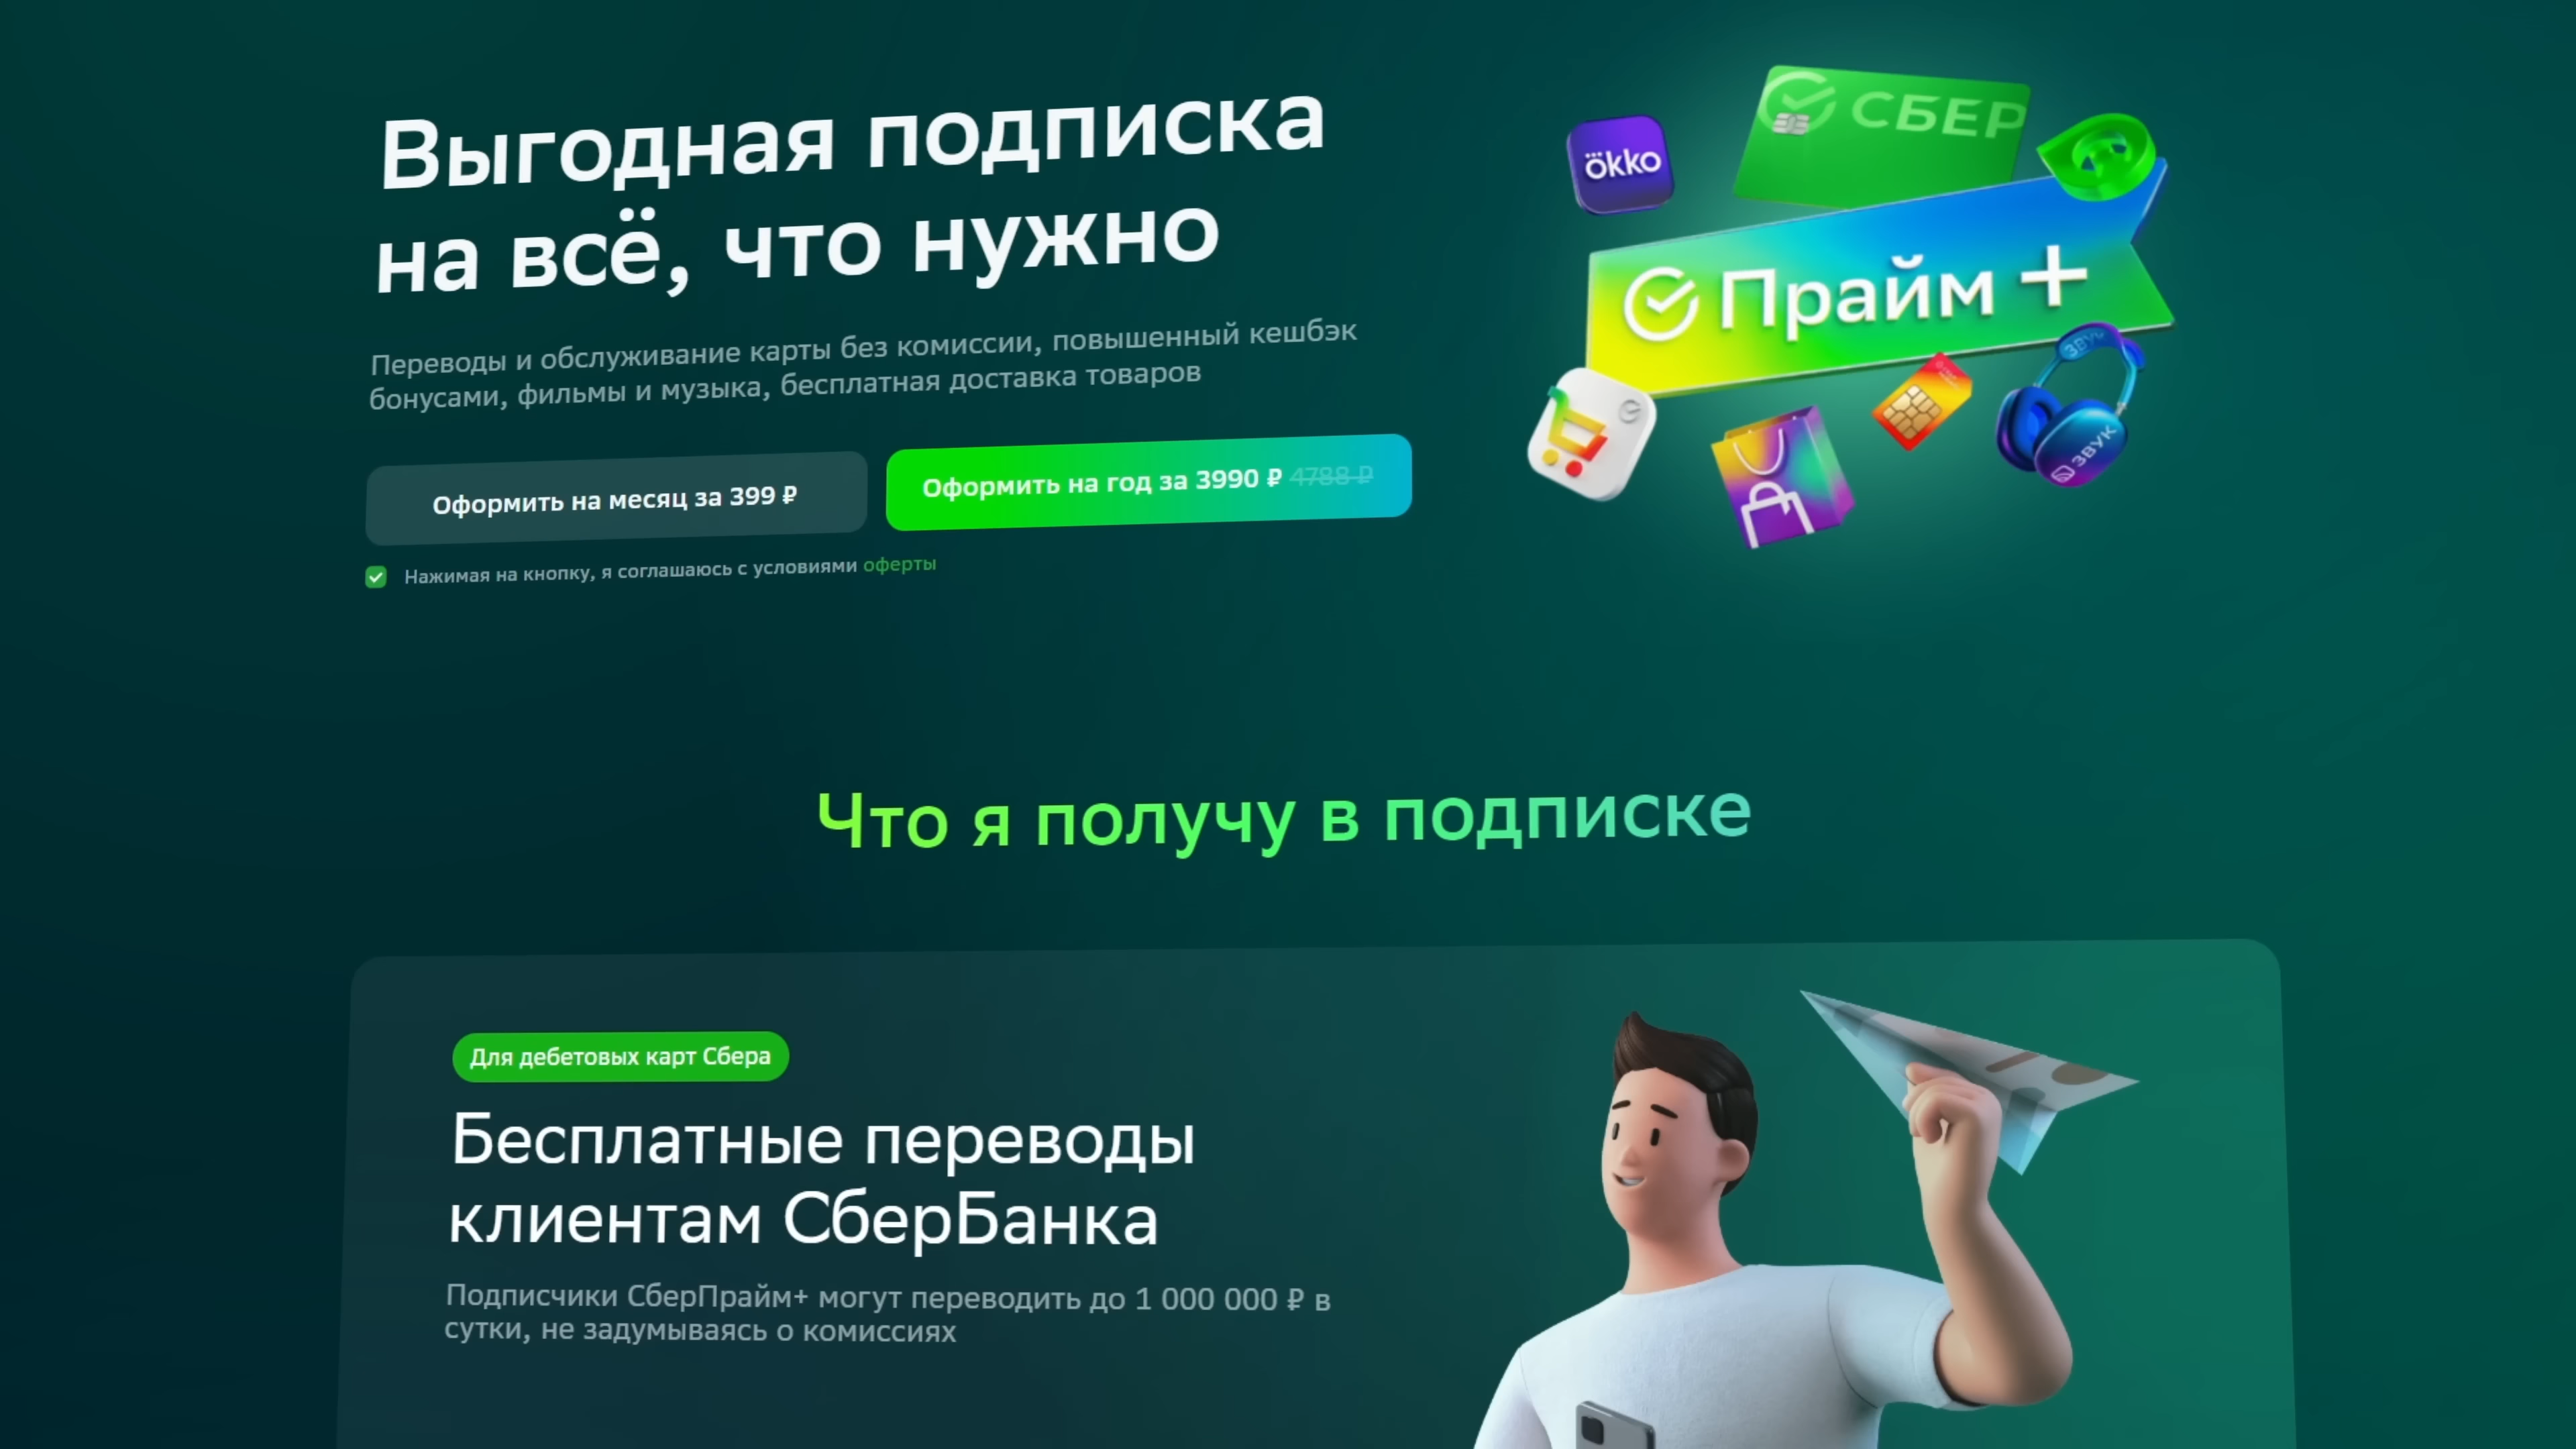 Выгодная подписка
на всё, что нужно
Переводы и обслуживание карты без комиссии, повышенный кешбэк
бонусами, фильмы и музыка, бесплатная доставка товаров
Оформить на месяц за 399 ₽
Оформить на год за 3990 ₽ 4788 ₽
Нажимая на кнопку, я соглашаюсь с условиями оферты
okko
СБЕР
Прайм +
ЗВУК
ЗВУК
Что я получу в подписке
Для дебетовых карт Сбера
Бесплатные переводы
клиентам СберБанка
Подписчики СберПрайм+ могут переводить до 1 000 000 ₽ в
сутки, не задумываясь о комиссиях